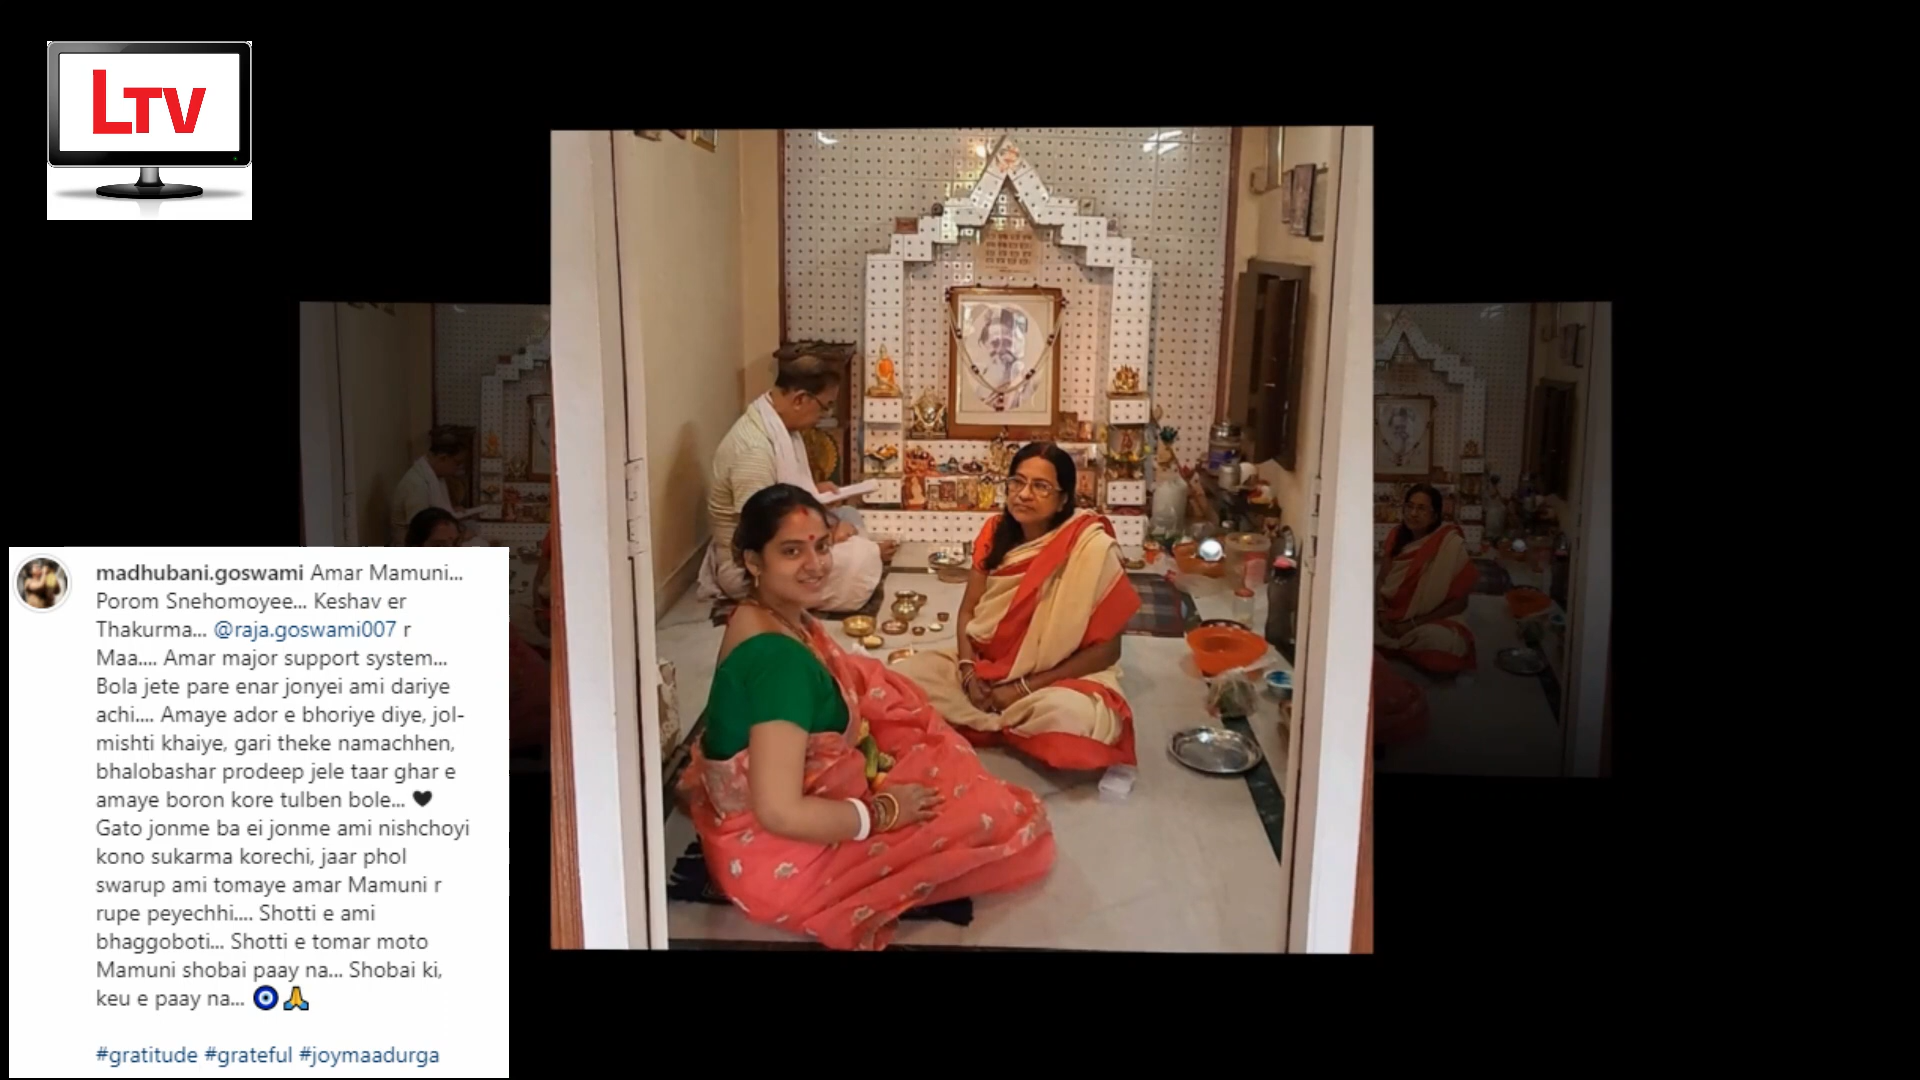 LTV
madhubani.goswami Amar Mamuni...
Porom Snehomoyee... Keshav er
Thakurma... @raja.goswami007 r
Maa.... Amar major support system...
Bola jete pare enar jonyei ami dariye
achi.... Amaye ador e bhoriye diye, jol-
mishti khaiye, gari theke namachhen,
bhalobashar prodeep jele taar ghar e
amaye boron kore tulben bole... 🖤
Gato jonme ba ei jonme ami nishchoyi
kono sukarma korechi, jaar phol
swarup ami tomaye amar Mamuni r
rupe peyechhi.... Shotti e ami
bhaggoboti... Shotti e tomar moto
Mamuni shobai paay na... Shobai ki,
keu e paay na... 🧿🙏
#gratitude #grateful #joymaadurga